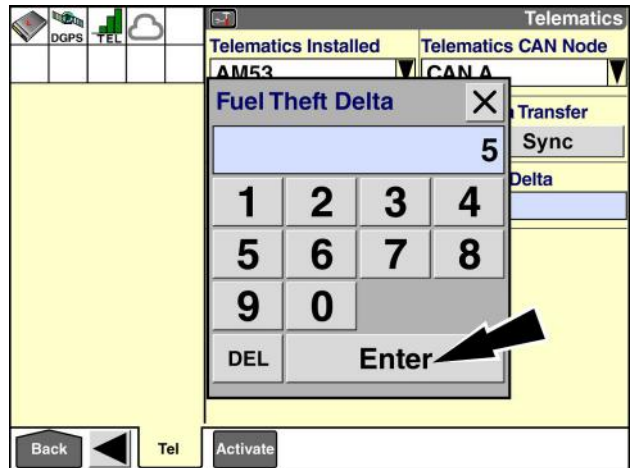 DGPS
TEL
Telematics
Telematics Installed
Telematics CAN Node
AM53
CAN A
Fuel Theft Delta
Transfer
5
Sync
Delta
1 2 3 4
5 6 7 8
9 0
DEL
Enter
Back
Tel
Activate